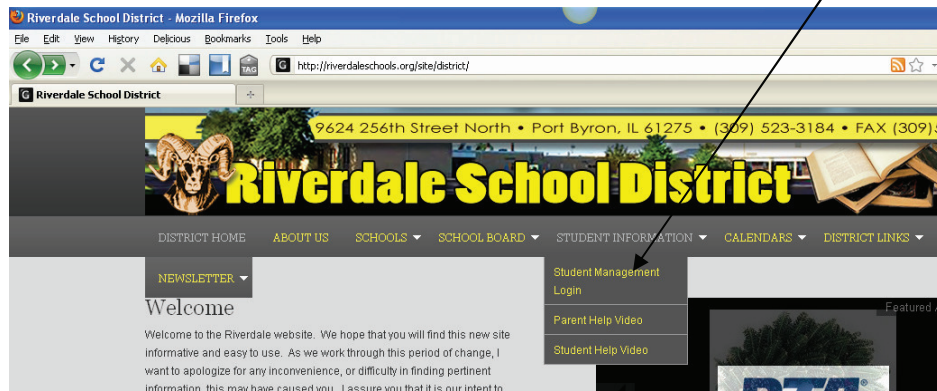 Riverdale School District - Mozilla Firefox
File Edit View History Delicious Bookmarks Tools Help
TAG
G http://riverdaleschools.org/site/district/
G Riverdale School District
9624 256th Street North • Port Byron, IL 61275 • (309) 523-3184 • FAX (309)
Riverdale School District
DISTRICT HOME ABOUT US SCHOOLS SCHOOL BOARD STUDENT INFORMATION CALENDARS DISTRICT LINKS
NEWSLETTER
Student Management
Login
Parent Help Video
Student Help Video
Welcome
Featured
Welcome to the Riverdale website. We hope that you will find this new site
informative and easy to use. As we work through this period of change, I
want to apologize for any inconvenience, or difficulty in finding pertinent
information, this may have caused you. I assure you that it is our intent to